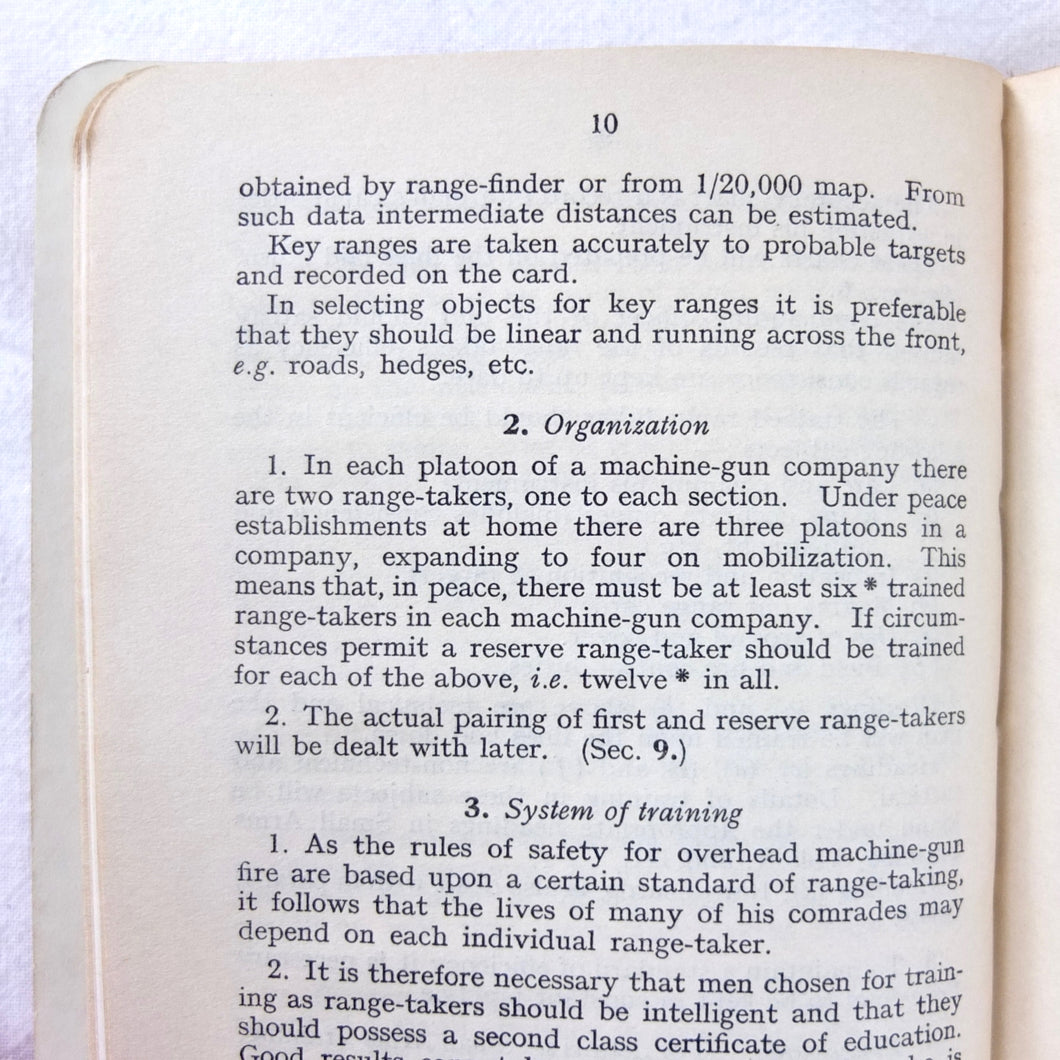 10
obtained by range-finder or from 1/20,000 map. From
such data intermediate distances can be estimated.
Key ranges are taken accurately to probable targets
and recorded on the card.
In selecting objects for key ranges it is preferable
that they should be linear and running across the front,
e.g. roads, hedges, etc.
2. Organization
1. In each platoon of a machine-gun company there
are two range-takers, one to each section. Under peace
establishments at home there are three platoons in a
company, expanding to four on mobilization. This
means that, in peace, there must be at least six * trained
range-takers in each machine-gun company. If circum-
stances permit a reserve range-taker should be trained
for each of the above, i.e. twelve * in all.
2. The actual pairing of first and reserve range-takers
will be dealt with later. (Sec. 9.)
3. System of training
1. As the rules of safety for overhead machine-gun
fire are based upon a certain standard of range-taking,
it follows that the lives of many of his comrades may
depend on each individual range-taker.
2. It is therefore necessary that men chosen for train-
ing as range-takers should be intelligent and that they
should possess a second class certificate of education.
Good results